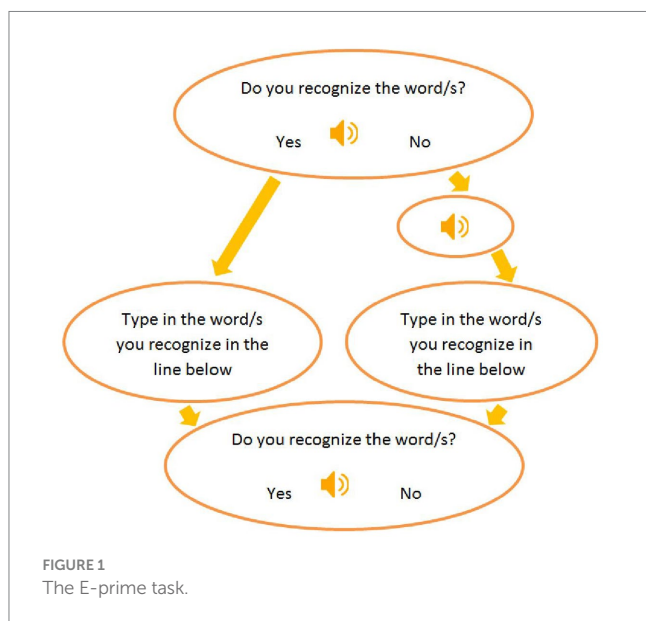 Do you recognize the word/s?
Yes No
Type in the word/s
you recognize in the
line below
Type in the word/s
you recognize in
the line below
Do you recognize the word/s?
Yes No
FIGURE 1
The E-prime task.